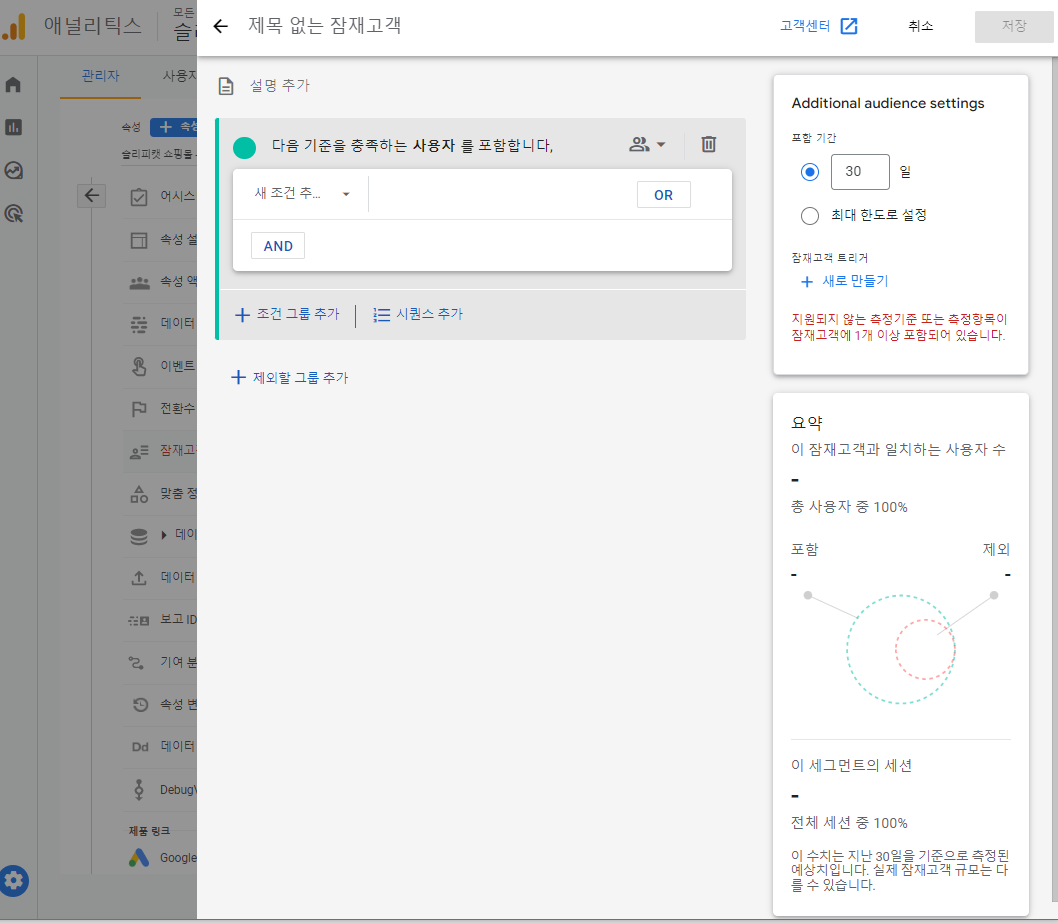 애널리틱스
모든
슬
제목 없는 잠재고객
고객센터
취소
저장
관리자
사용자
속성
속성
슬리피캣 쇼핑몰
어시스
속성 설
속성 액
데이터
이벤트
전환수
잠재고객
맞춤 정
데이
데이터
보고 ID
기여 분
속성 변
Dd 데이터
DebugV
제품 링크
Google
설명 추가
다음 기준을 충족하는 사용자 를 포함합니다,
새 조건 추...
OR
AND
조건 그룹 추가
시퀀스 추가
제외할 그룹 추가
Additional audience settings
포함 기간
30 일
최대 한도로 설정
잠재고객 트리거
+ 새로 만들기
지원되지 않는 측정기준 또는 측정항목이
잠재고객에 1개 이상 포함되어 있습니다.
요약
이 잠재고객과 일치하는 사용자 수
-
총 사용자 중 100%
포함 제외
- -
이 세그먼트의 세션
-
전체 세션 중 100%
이 수치는 지난 30일을 기준으로 측정된
예상치입니다. 실제 잠재고객 규모는 다
를 수 있습니다.